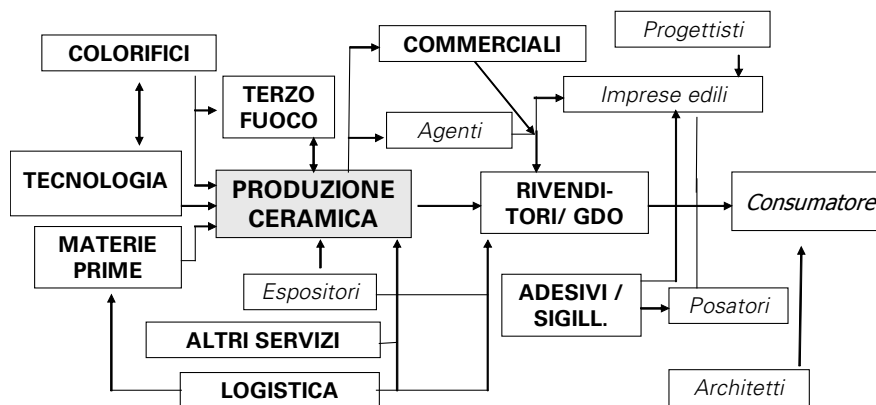 Progettisti
COLORIFICI
COMMERCIALI
TERZO
FUOCO
Imprese edili
Agenti
TECNOLOGIA
PRODUZIONE
CERAMICA
RIVENDI-
TORI/ GDO
Consumatore
MATERIE
PRIME
Espositori
ADESIVI /
SIGILL.
Posatori
ALTRI SERVIZI
LOGISTICA
Architetti